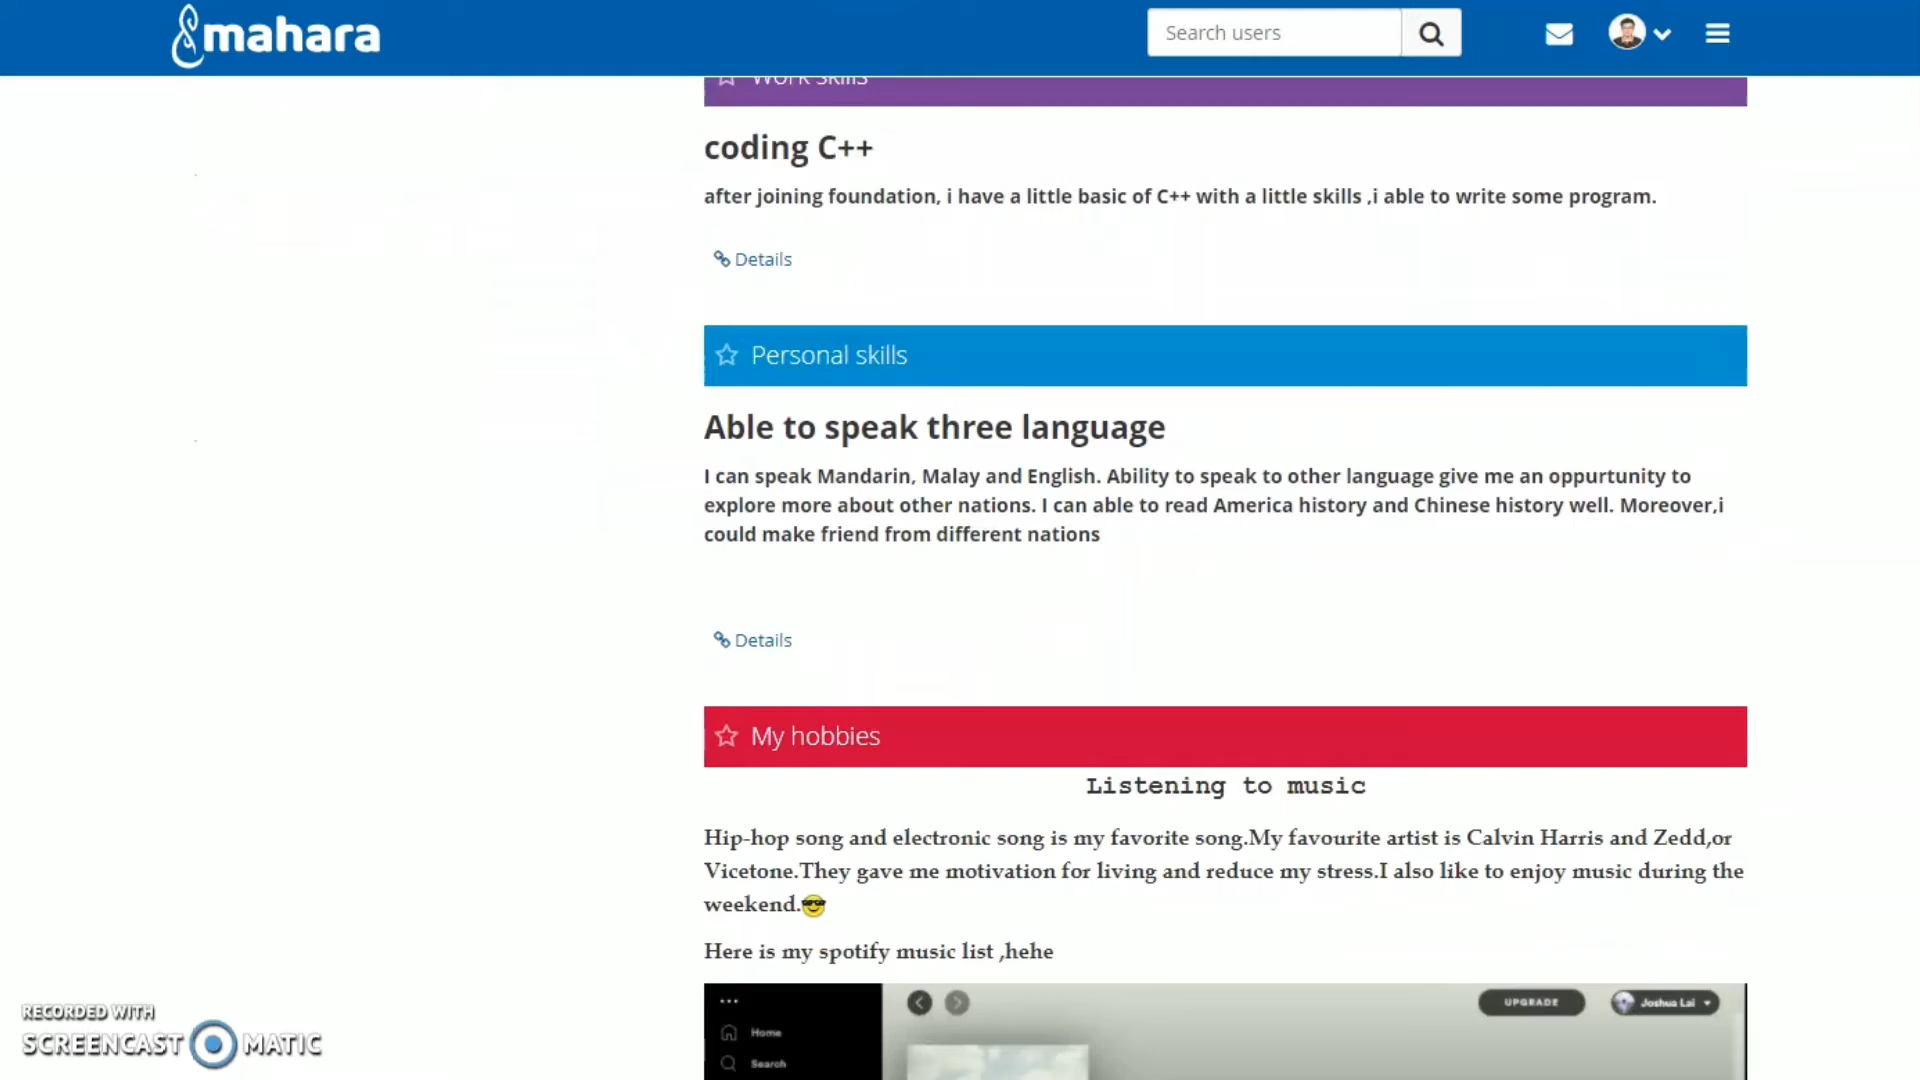 mahara
Search users
Work skills
coding C++
after joining foundation, i have a little basic of C++ with a little skills ,i able to write some program.
Details
Personal skills
Able to speak three language
I can speak Mandarin, Malay and English. Ability to speak to other language give me an oppurtunity to
explore more about other nations. I can able to read America history and Chinese history well. Moreover,i
could make friend from different nations
Details
My hobbies
Listening to music
Hip-hop song and electronic song is my favorite song.My favourite artist is Calvin Harris and Zedd,or
Vicetone.They gave me motivation for living and reduce my stress.I also like to enjoy music during the
weekend.😎
Here is my spotify music list ,hehe
UPGRADE
Joshua Lai
Home
Search
RECORDED WITH
SCREENCAST MATIC